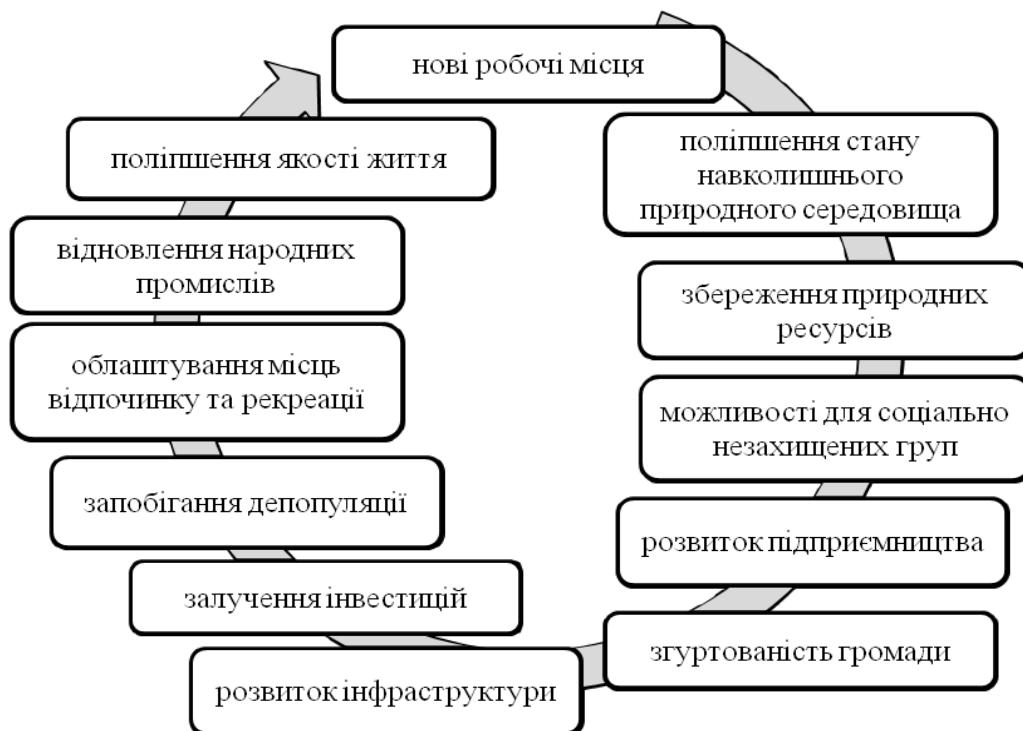 нові робочі місця
поліпшення стану
навколишнього
природного середовища
збереження природних
ресурсів
можливості для соціально
незахищених груп
розвиток підприємництва
згуртованість громади
розвиток інфраструктури
залучення інвестицій
запобігання депопуляції
облаштування місць
відпочинку та рекреації
відновлення народних
промислів
поліпшення якості життя